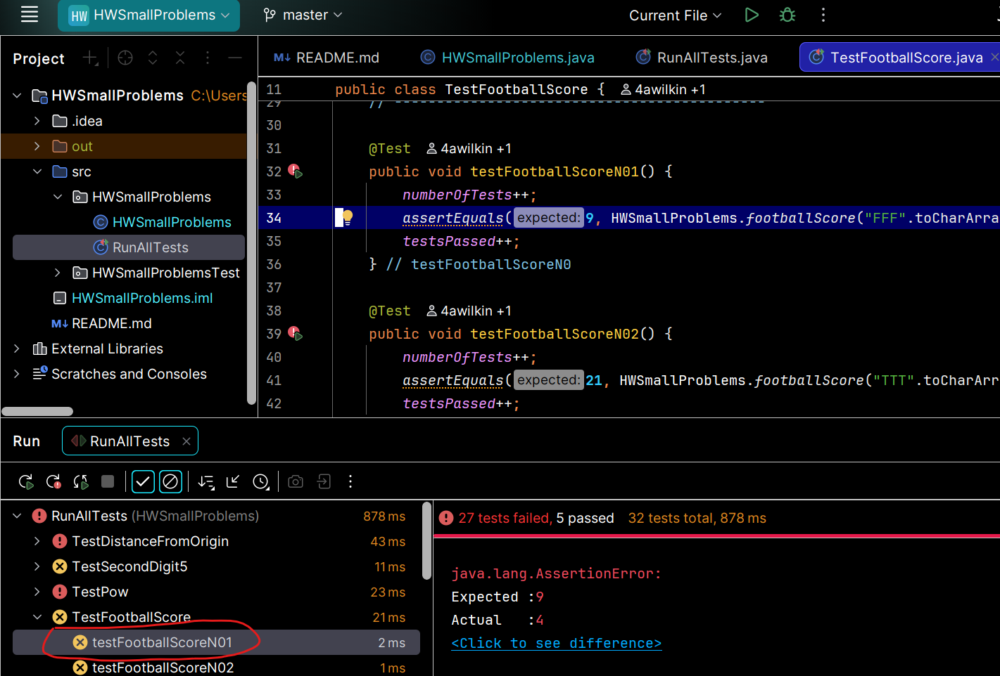 HW HWSmallProblems master Current File
Project
README.md HWSmallProblems.java RunAllTests.java TestFootballScore.java
HWSmallProblems C:\Users
.idea
out
src
HWSmallProblems
HWSmallProblems
RunAllTests
HWSmallProblemsTest
HWSmallProblems.iml
README.md
External Libraries
Scratches and Consoles
11 public class TestFootballScore { 4awilkin +1
29 // --------------------------------------------
30
31 @Test 4awilkin +1
32 public void testFootballScoreN01() {
33 numberOfTests++;
34 assertEquals( expected: 9, HWSmallProblems.footballScore("FFF".toCharArra
35 testsPassed++;
36 } // testFootballScoreN0
37
38 @Test 4awilkin +1
39 public void testFootballScoreN02() {
40 numberOfTests++;
41 assertEquals( expected: 21, HWSmallProblems.footballScore("TTT".toCharArr
42 testsPassed++;
Run RunAllTests
RunAllTests (HWSmallProblems) 878 ms
TestDistanceFromOrigin 43 ms
TestSecondDigit5 11 ms
TestPow 23 ms
TestFootballScore 21 ms
testFootballScoreN01 2 ms
testFootballScoreN02 1 ms
27 tests failed, 5 passed 32 tests total, 878 ms
java.lang.AssertionError:
Expected :9
Actual :4
<Click to see difference>